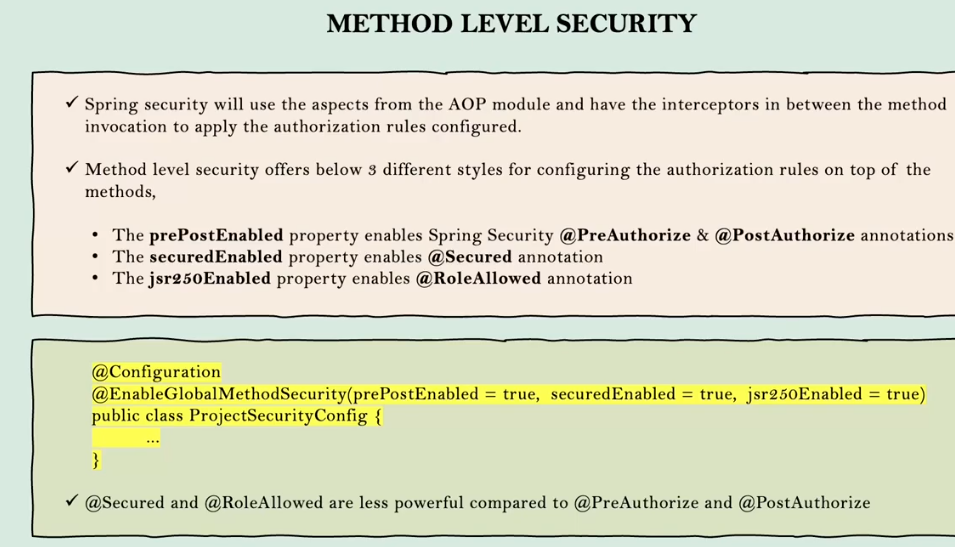 METHOD LEVEL SECURITY
✓ Spring security will use the aspects from the AOP module and have the interceptors in between the method
invocation to apply the authorization rules configured.
✓ Method level security offers below 3 different styles for configuring the authorization rules on top of the
methods,
• The prePostEnabled property enables Spring Security @PreAuthorize & @PostAuthorize annotations
• The securedEnabled property enables @Secured annotation
• The jsr250Enabled property enables @RoleAllowed annotation
@Configuration
@EnableGlobalMethodSecurity(prePostEnabled = true, securedEnabled = true, jsr250Enabled = true)
public class ProjectSecurityConfig {
...
}
✓ @Secured and @RoleAllowed are less powerful compared to @PreAuthorize and @PostAuthorize